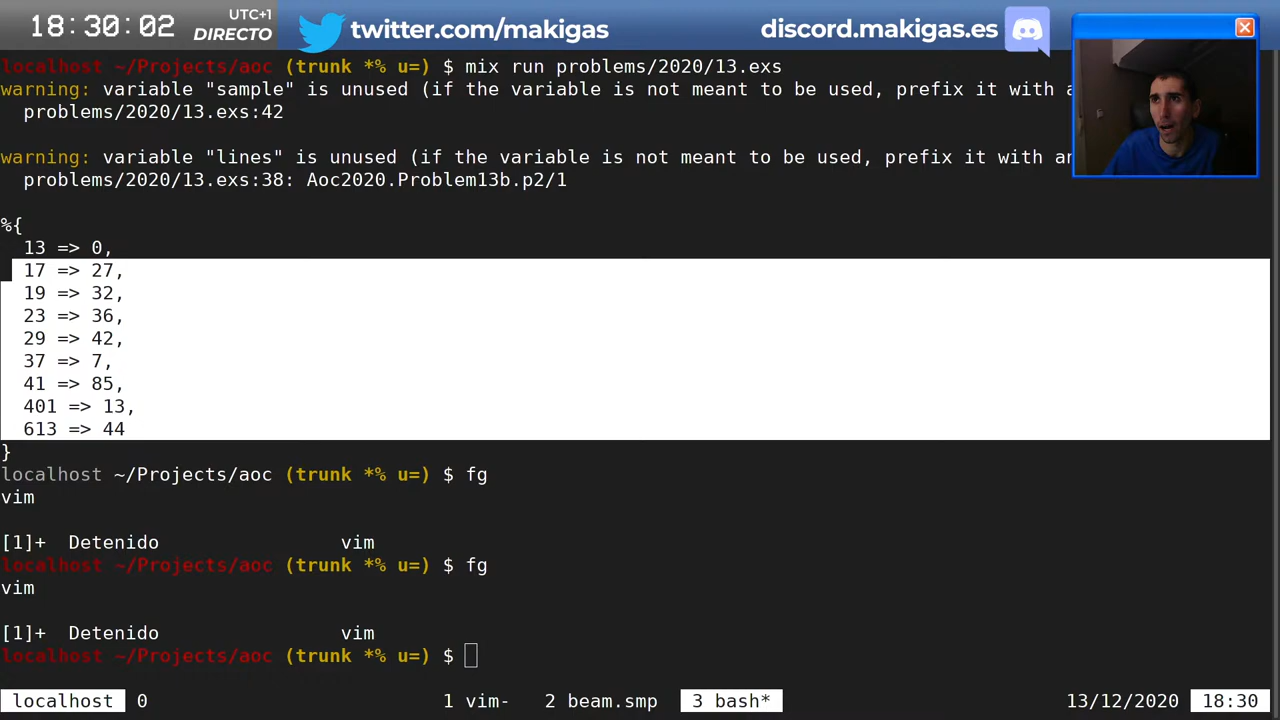 18:30:02 UTC+1 DIRECTO twitter.com/makigas discord.makigas.es
localhost ~/Projects/aoc (trunk *% u=) $ mix run problems/2020/13.exs
warning: variable "sample" is unused (if the variable is not meant to be used, prefix it with a
problems/2020/13.exs:42
warning: variable "lines" is unused (if the variable is not meant to be used, prefix it with an
problems/2020/13.exs:38: Aoc2020.Problem13b.p2/1
%{
13 => 0,
17 => 27,
19 => 32,
23 => 36,
29 => 42,
37 => 7,
41 => 85,
401 => 13,
613 => 44
}
localhost ~/Projects/aoc (trunk *% u=) $ fg
vim
[1]+ Detenido vim
localhost ~/Projects/aoc (trunk *% u=) $ fg
vim
[1]+ Detenido vim
localhost ~/Projects/aoc (trunk *% u=) $
localhost 0 1 vim- 2 beam.smp 3 bash* 13/12/2020 18:30